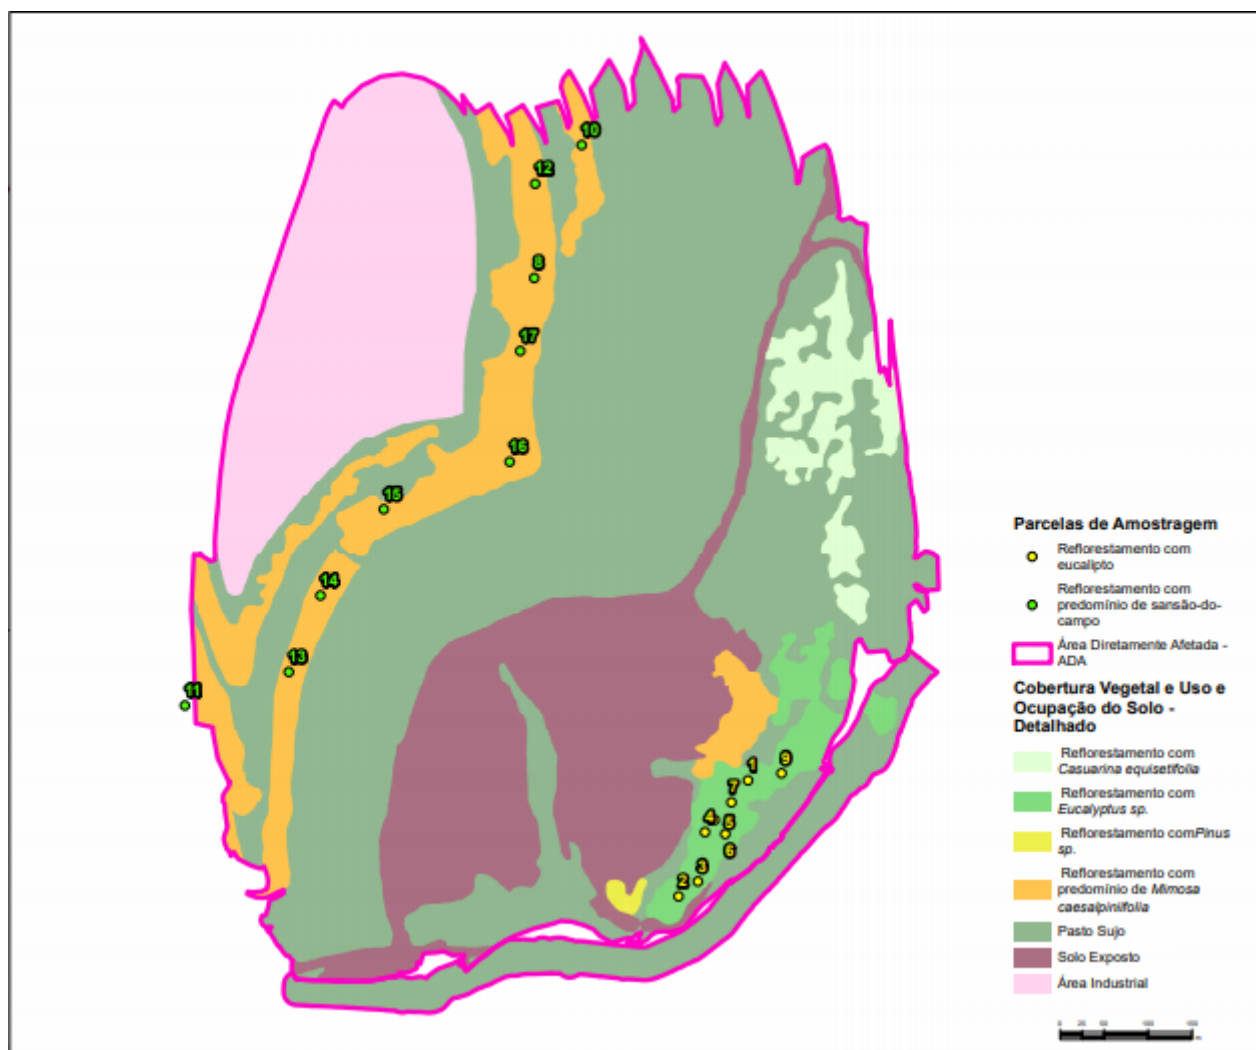 10
12
8
17
16
15
14
13
11
1
9
7
4
5
6
3
2
Parcelas de Amostragem
Reflorestamento com
eucalipto
Reflorestamento com
predomínio de sansão-do-
campo
Área Diretamente Afetada -
ADA
Cobertura Vegetal e Uso e
Ocupação do Solo -
Detalhado
Reflorestamento com
Casuarina equisetifolia
Reflorestamento com
Eucalyptus sp.
Reflorestamento comPinus
sp.
Reflorestamento com
predomínio de Mimosa
caesalpiniifolia
Pasto Sujo
Solo Exposto
Área Industrial